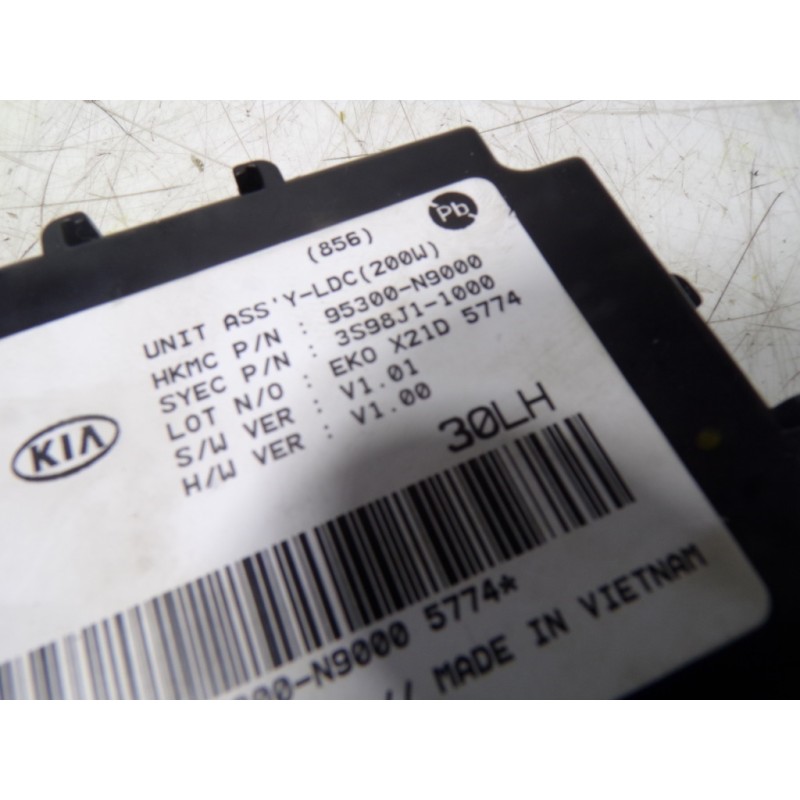 Pb
(856)
UNIT ASS'Y-LDC(200W)
HKMC P/N : 95300-N9000
SYEC P/N : 3S98J1-1000
LOT N/O : EKO X21D 5774
S/W VER : V1.01
H/W VER : V1.00
KIA
30LH
00-N9000 5774*
// MADE IN VIETNAM